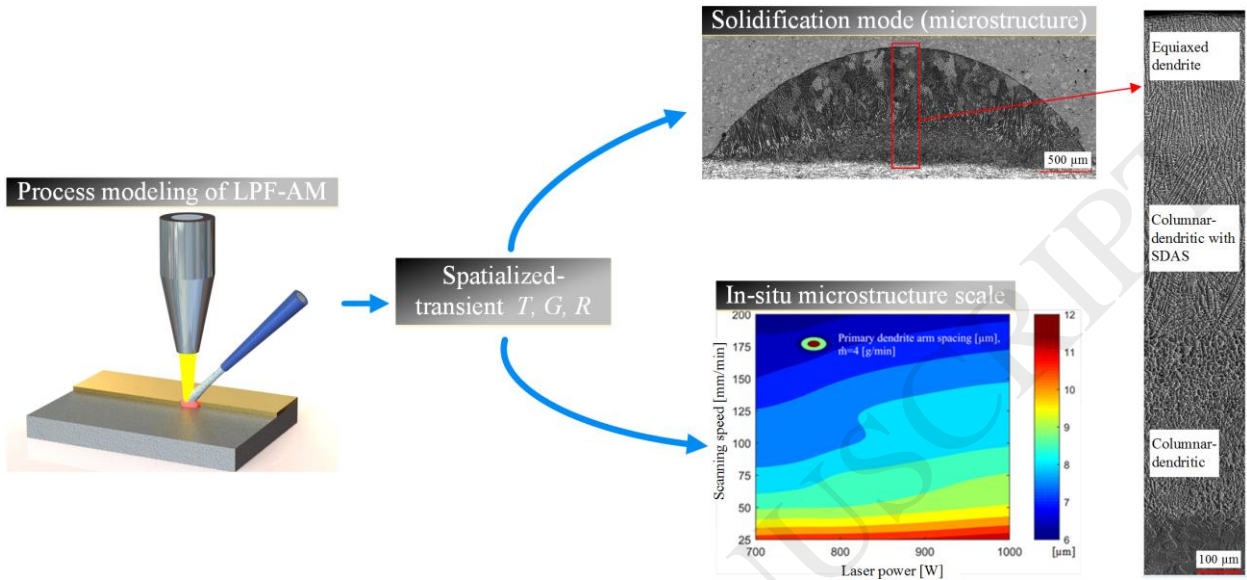 Process modeling of LPF-AM
Spatialized-
transient T, G, R
Solidification mode (microstructure)
500 µm
In-situ microstructure scale
Primary dendrite arm spacing [µm],
ṁ=4 [g/min]
Scanning speed [mm/min]
200
175
150
125
100
75
50
25
700
800
900
1000
Laser power [W]
12
11
10
9
8
7
6
[µm]
Equiaxed
dendrite
Columnar-
dendritic with
SDAS
Columnar-
dendritic
100 µm